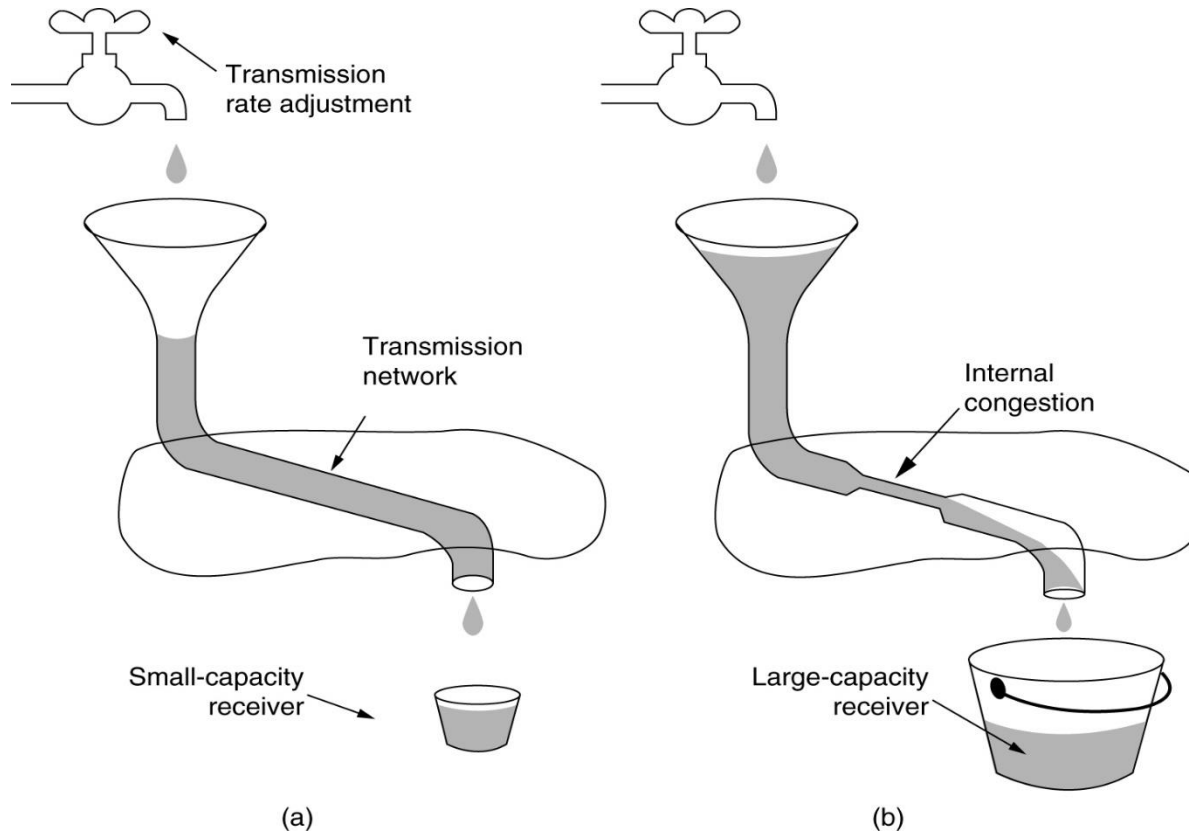 Transmission
rate adjustment
Transmission
network
Small-capacity
receiver
(a)
Internal
congestion
Large-capacity
receiver
(b)